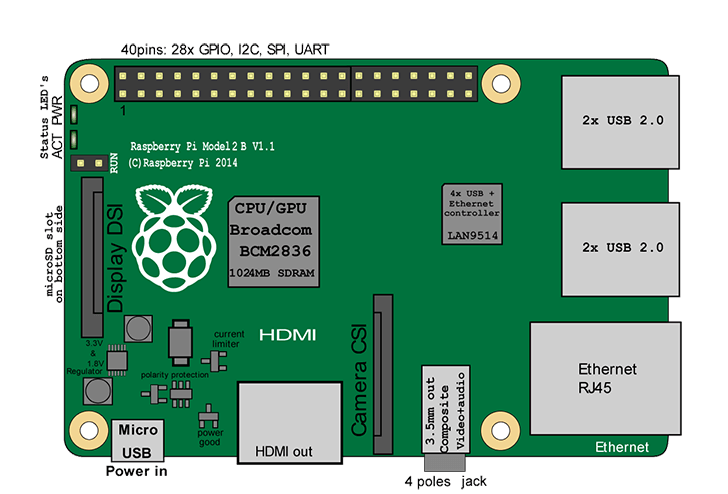 40pins: 28x GPIO, I2C, SPI, UART
1
Status LED's
ACT PWR
RUN
Raspberry Pi Model 2 B V1.1
(C) Raspberry Pi 2014
2x USB 2.0
microSD slot
on bottom side
Display DSI
CPU/GPU
Broadcom
BCM2836
1024MB SDRAM
4x USB +
Ethernet
controller
LAN9514
2x USB 2.0
3.3V
&
1.8V
Regulator
current
limiter
HDMI
Camera CSI
polarity protection
power
good
Ethernet
RJ45
Micro
USB
Power in
HDMI out
3.5mm out
Composite
Video+audio
4 poles jack
Ethernet